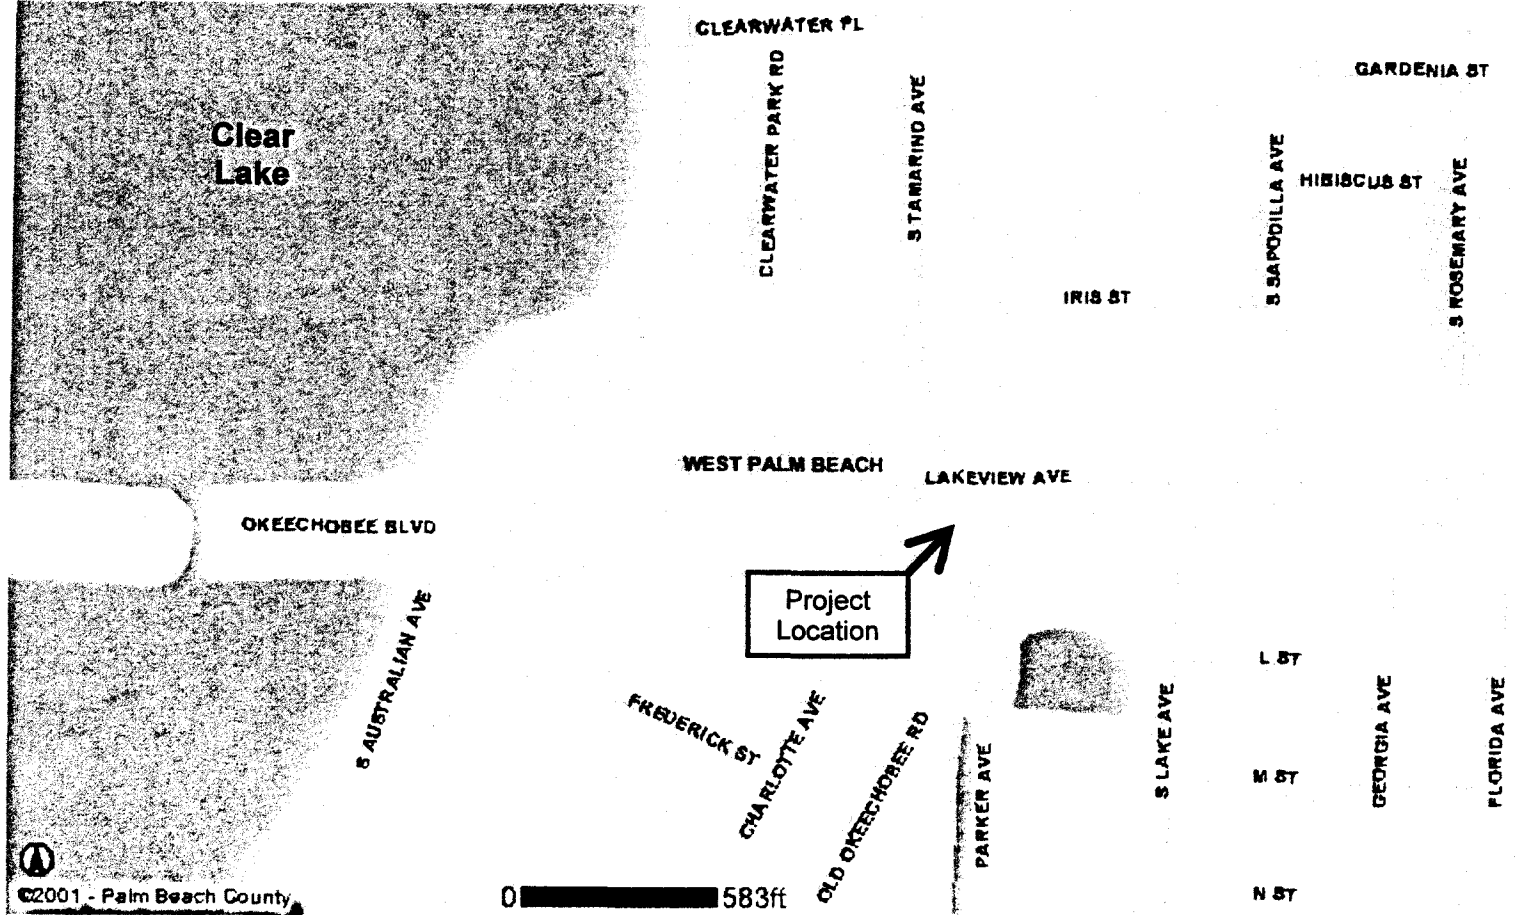 CLEARWATER PL
GARDENIA ST
CLEARWATER PARK RD
S TAMARIND AVE
Clear
Lake
S SAPODILLA AVE
HIBISCUS ST
S ROSEMARY AVE
IRIS ST
WEST PALM BEACH
LAKEVIEW AVE
OKEECHOBEE BLVD
Project
Location
S AUSTRALIAN AVE
L ST
FREDERICK ST
CHARLOTTE AVE
OLD OKEECHOBEE RD
PARKER AVE
S LAKE AVE
M ST
GEORGIA AVE
FLORIDA AVE
©2001 - Palm Beach County
0 583ft
N ST